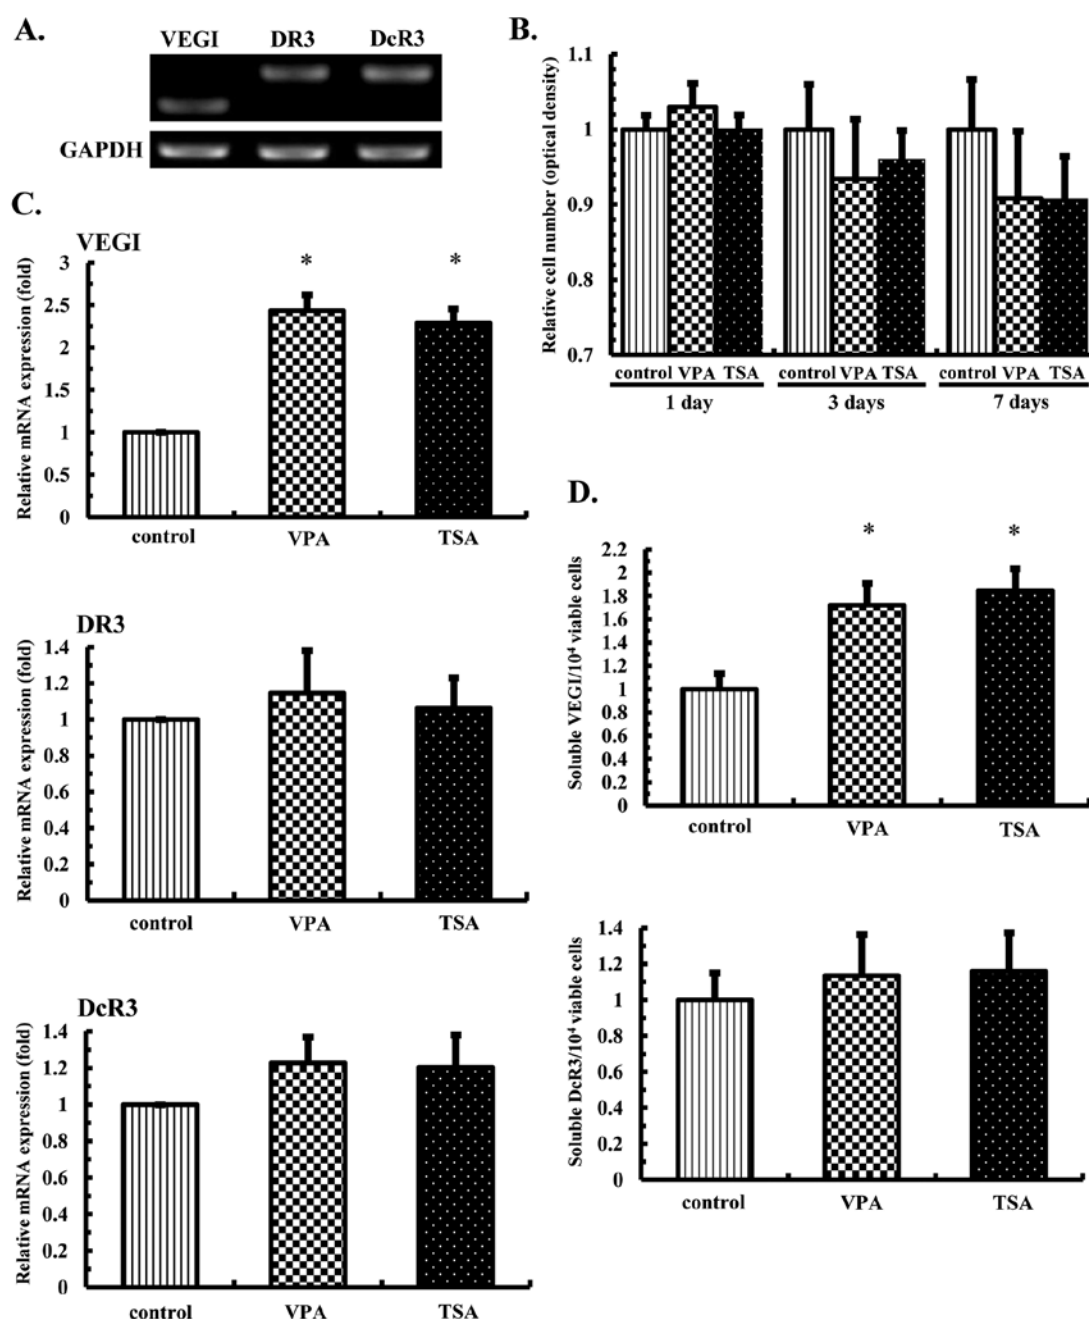 A.
VEGI DR3 DcR3
GAPDH
B.
Relative cell number (optical density)
1.1
1
0.9
0.8
0.7
control VPA TSA control VPA TSA control VPA TSA
1 day 3 days 7 days
C.
VEGI
Relative mRNA expression (fold)
3
2.5
2
1
0.5
0
* *
control VPA TSA
DR3
Relative mRNA expression (fold)
1.4
1.2
1
0.8
0.6
0.4
0.2
0
control VPA TSA
DcR3
Relative mRNA expression (fold)
1.4
1.2
1
0.8
0.6
0.4
0.2
0
control VPA TSA
D.
Soluble VEGI/10⁴ viable cells
2.2
2
1.8
1.6
1.4
1.2
1
0.8
0.6
0.4
0.2
0
* *
control VPA TSA
Soluble DcR3/10⁴ viable cells
1.4
1.2
1
0.8
0.6
0.4
0.2
0
control VPA TSA